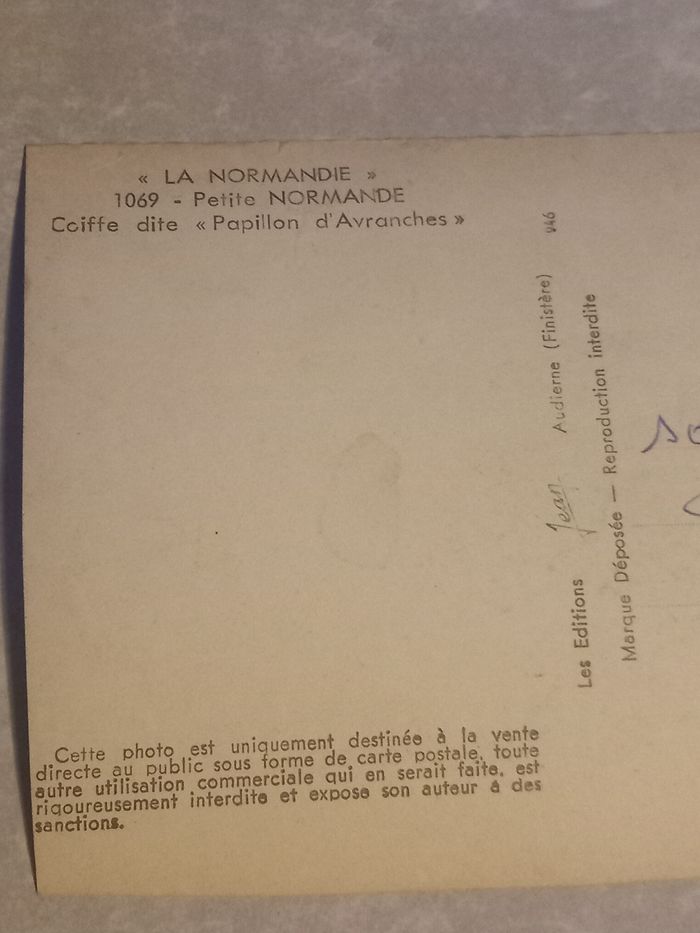 « LA NORMANDIE »
1069 - Petite NORMANDE
Coiffe dite « Papillon d'Avranches »
Les Editions Jean Audierne (Finistère) 946
Marque Déposée — Reproduction interdite
Cette photo est uniquement destinée à la vente
directe au public sous forme de carte postale, toute
autre utilisation commerciale qui en serait faite, est
rigoureusement interdite et expose son auteur à des
sanctions.